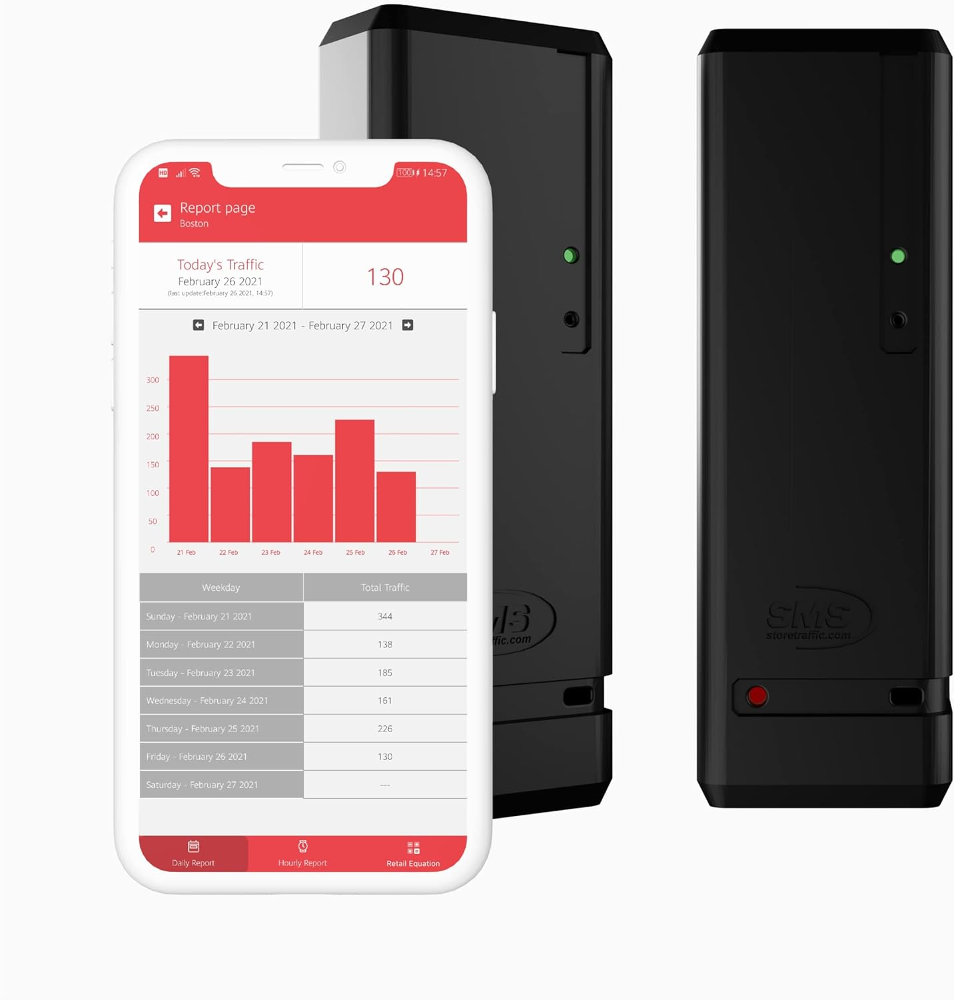 HD
100 14:57
Report page
Boston
Today's Traffic
February 26 2021
(last update:February 26 2021, 14:57)
130
February 21 2021 - February 27 2021
300
250
200
150
100
50
0
21 Feb 22 Feb 23 Feb 24 Feb 25 Feb 26 Feb 27 Feb
Weekday Total Traffic
Sunday - February 21 2021 344
Monday - February 22 2021 138
Tuesday - February 23 2021 185
Wednesday - February 24 2021 161
Thursday - February 25 2021 226
Friday - February 26 2021 130
Saturday - February 27 2021 ---
Daily Report Hourly Report Retail Equation
MS
ffic.com
SMS
storetraffic.com